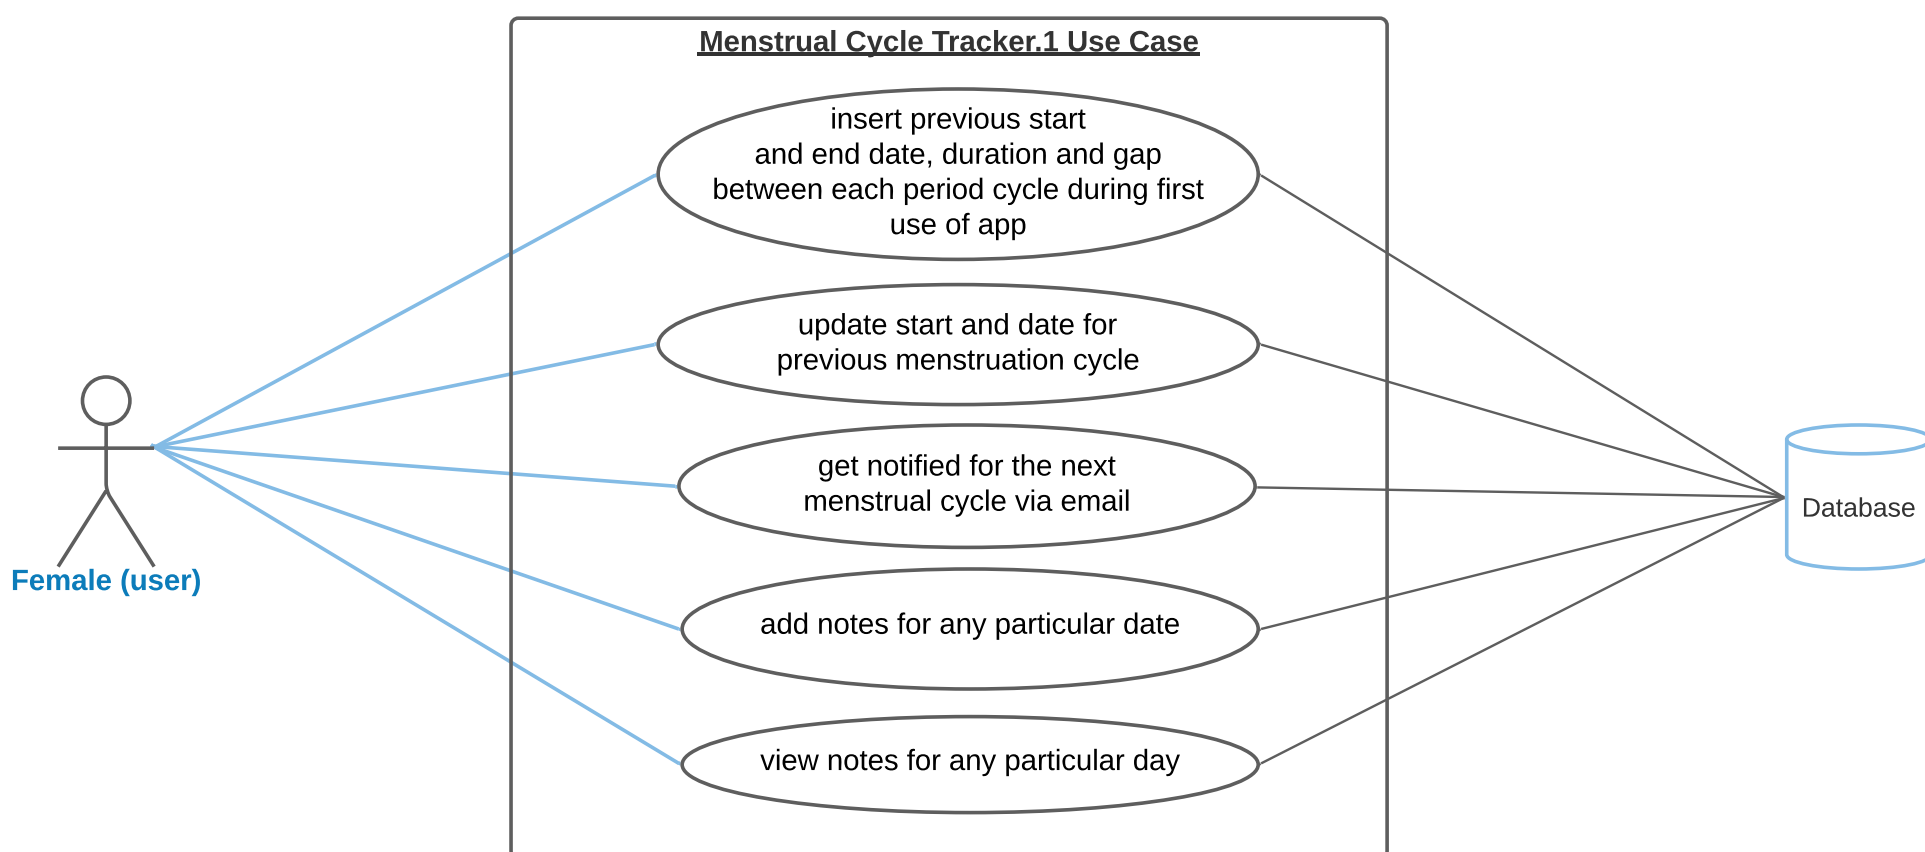 Menstrual Cycle Tracker.1 Use Case
insert previous start
and end date, duration and gap
between each period cycle during first
use of app
update start and date for
previous menstruation cycle
get notified for the next
menstrual cycle via email
add notes for any particular date
view notes for any particular day
Female (user)
Database